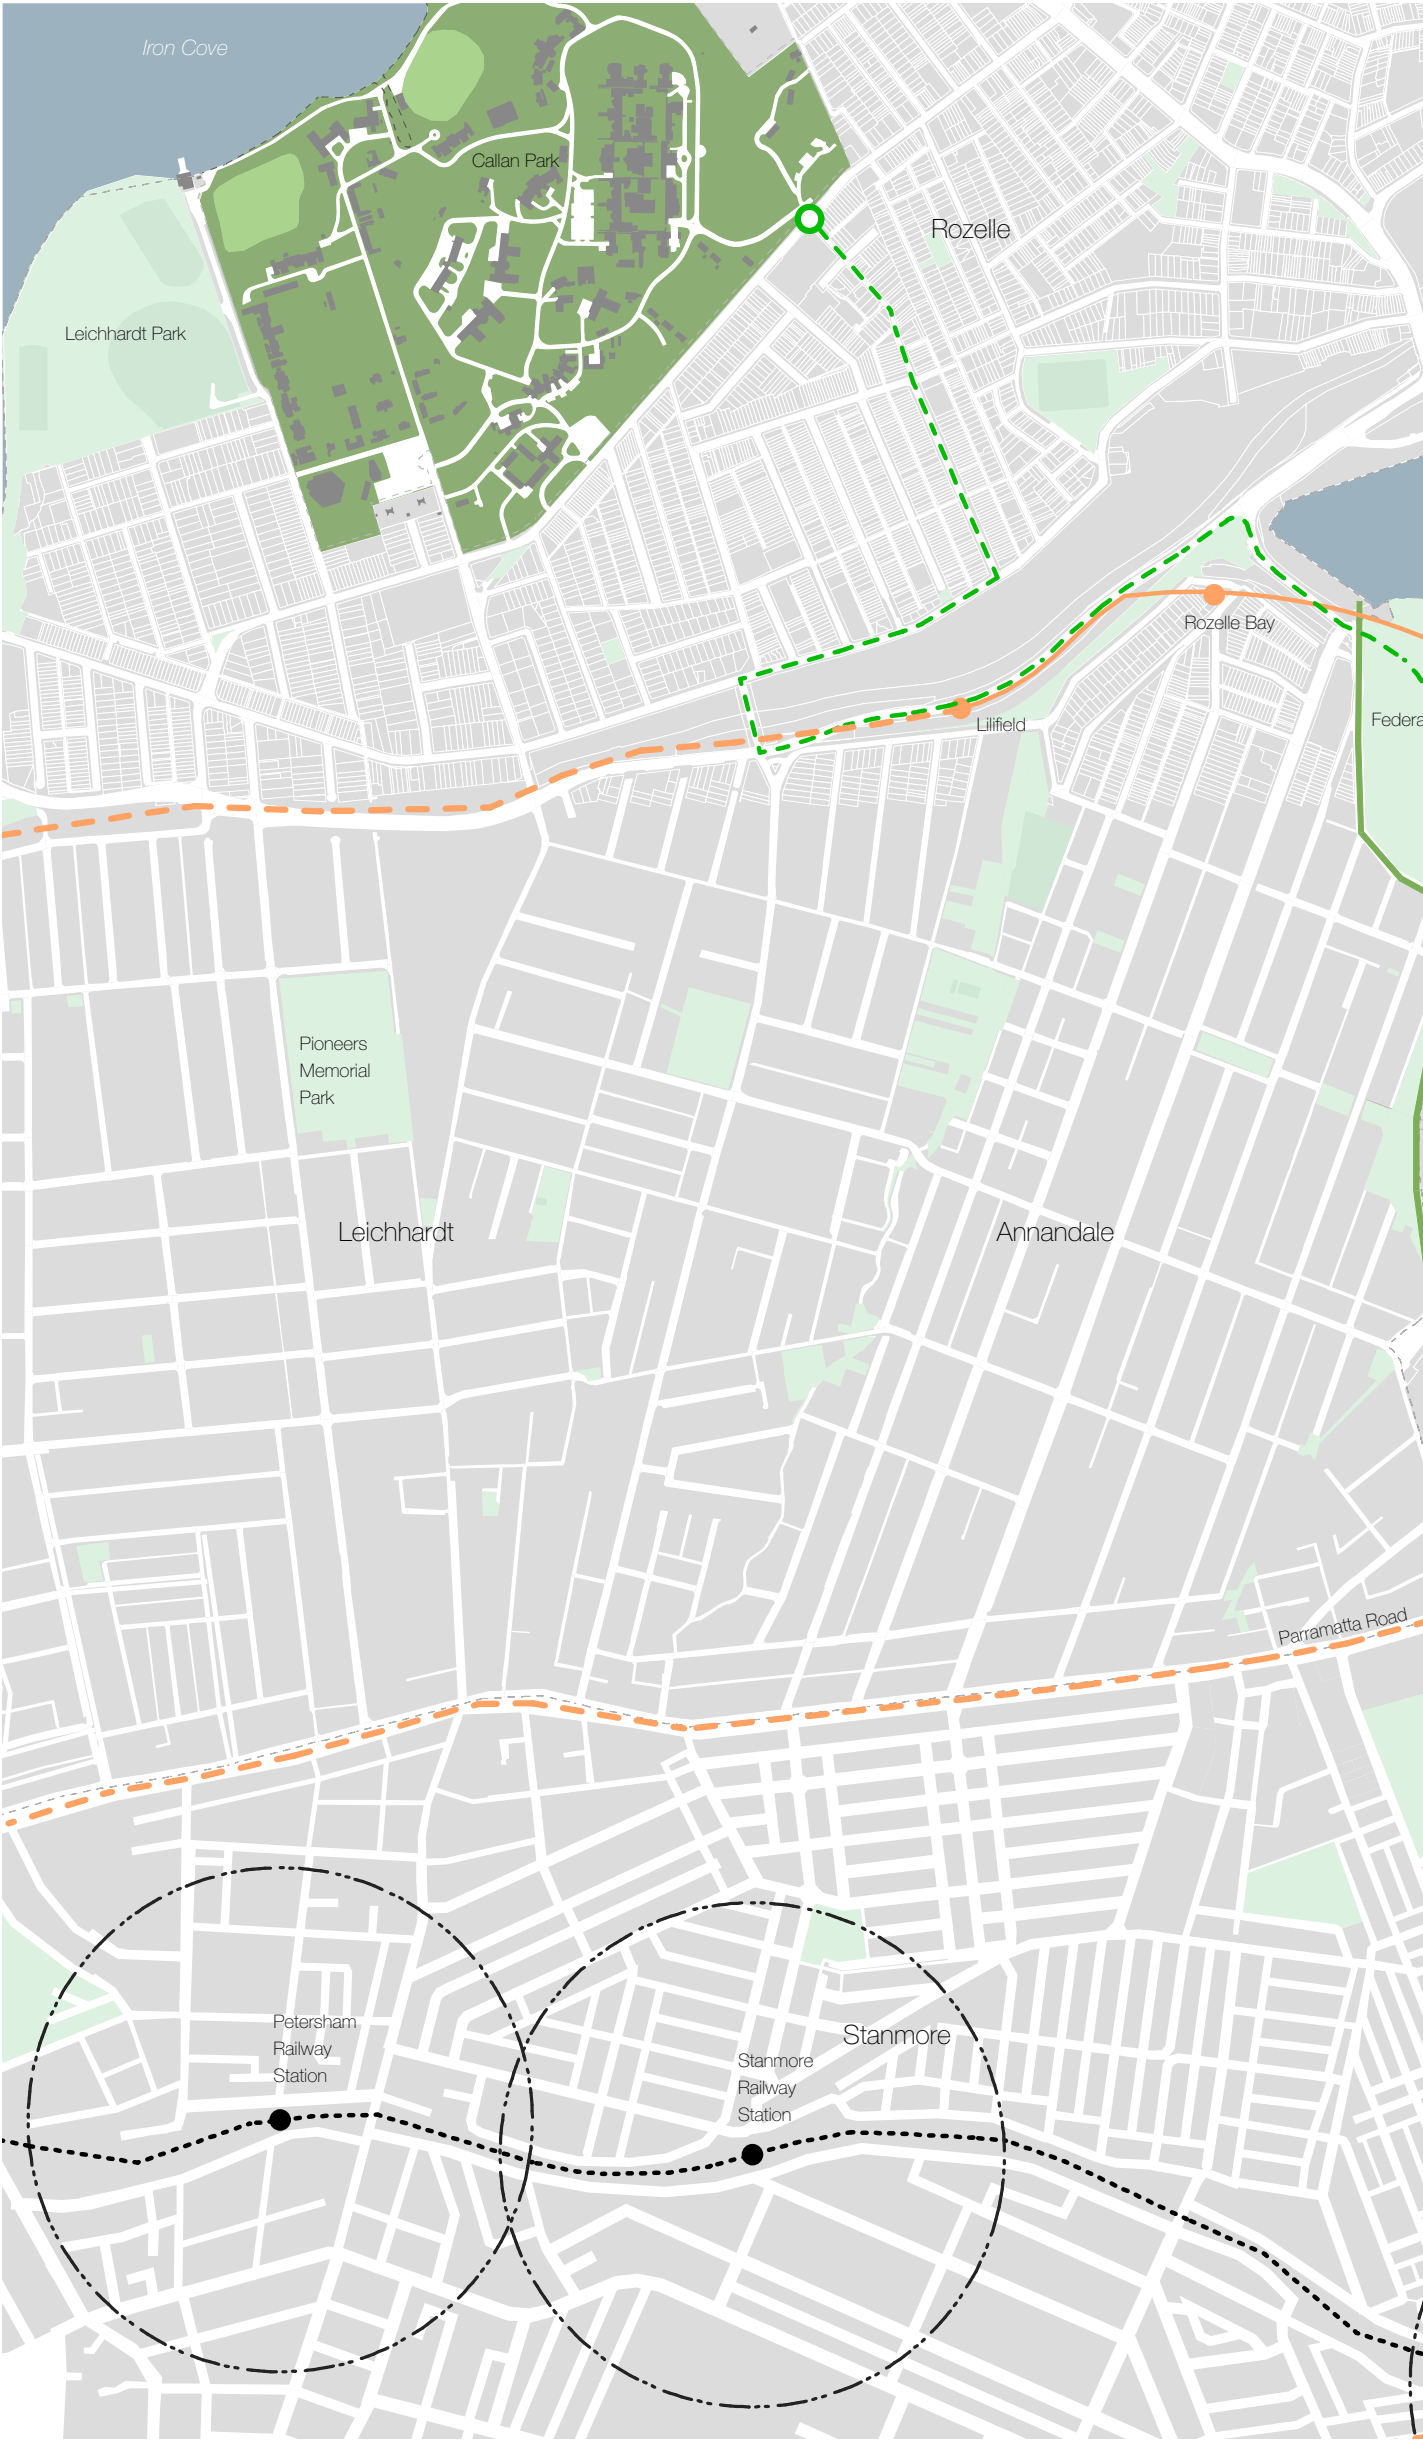 Iron Cove
Callan Park
Rozelle
Leichhardt Park
Rozelle Bay
Federa
Lilifield
Pioneers
Memorial
Park
Leichhardt
Annandale
Parramatta Road
Petersham
Railway
Station
Stanmore
Stanmore
Railway
Station